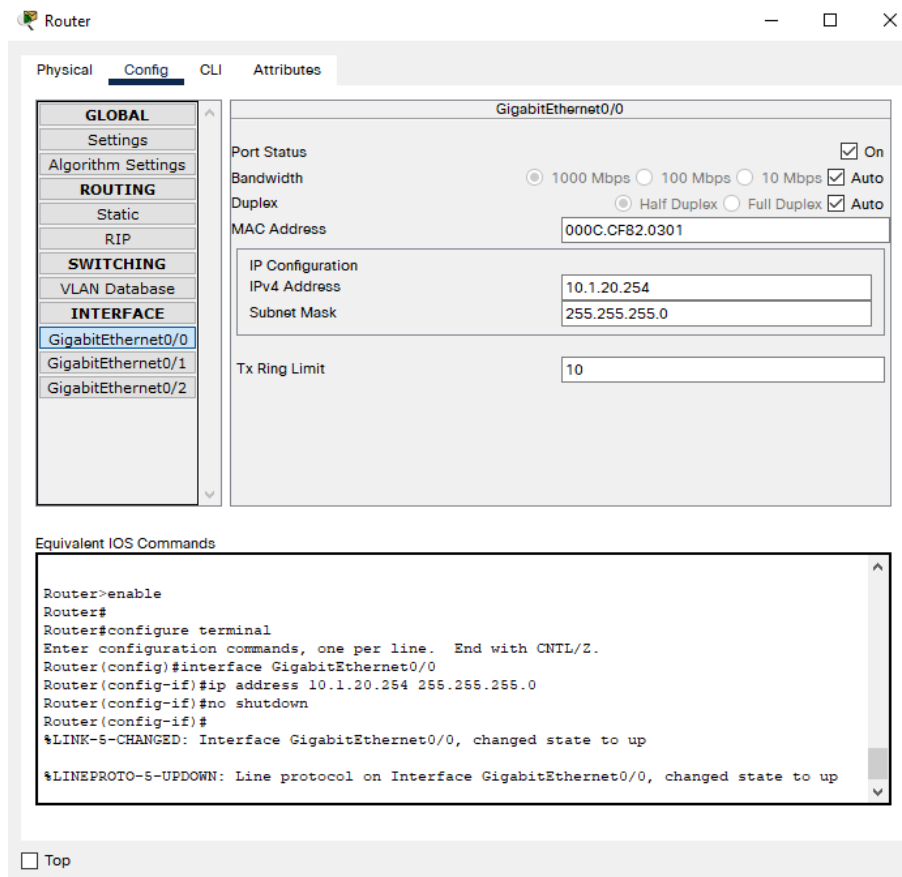 Router
Physical Config CLI Attributes
GLOBAL
Settings
Algorithm Settings
ROUTING
Static
RIP
SWITCHING
VLAN Database
INTERFACE
GigabitEthernet0/0
GigabitEthernet0/1
GigabitEthernet0/2
GigabitEthernet0/0
Port Status On
Bandwidth 1000 Mbps 100 Mbps 10 Mbps Auto
Duplex Half Duplex Full Duplex Auto
MAC Address 000C.CF82.0301
IP Configuration
IPv4 Address 10.1.20.254
Subnet Mask 255.255.255.0
Tx Ring Limit 10
Equivalent IOS Commands
Router>enable
Router#
Router#configure terminal
Enter configuration commands, one per line. End with CNTL/Z.
Router(config)#interface GigabitEthernet0/0
Router(config-if)#ip address 10.1.20.254 255.255.255.0
Router(config-if)#no shutdown
Router(config-if)#
%LINK-5-CHANGED: Interface GigabitEthernet0/0, changed state to up
%LINEPROTO-5-UPDOWN: Line protocol on Interface GigabitEthernet0/0, changed state to up
Top